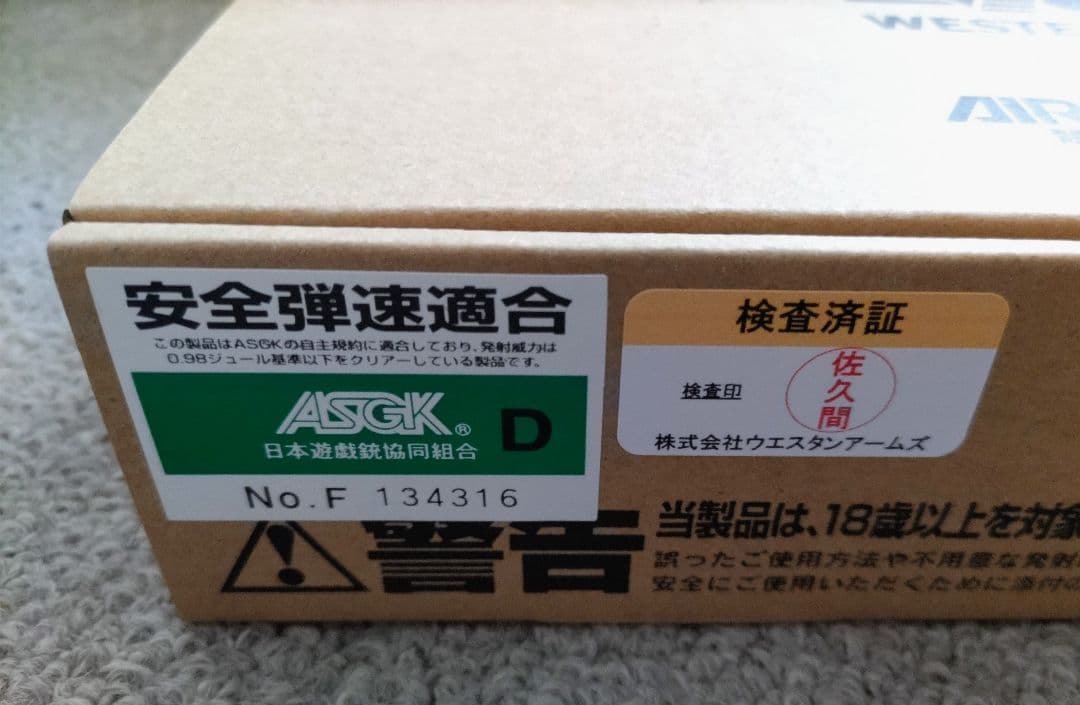 安全弾速適合
この製品はASGKの自主規約に適合しており、発射威力は
0.98ジュール基準以下をクリアーしている製品です。
ASGK® D
日本遊戯銃協同組合
No.F 134316
検査済証
検査印
佐久間
株式会社ウエスタンアームズ
警告
当製品は、18歳以上を対象
誤ったご使用方法や不用意な発射
安全にご使用いただくために添付の
WESTE
AIR